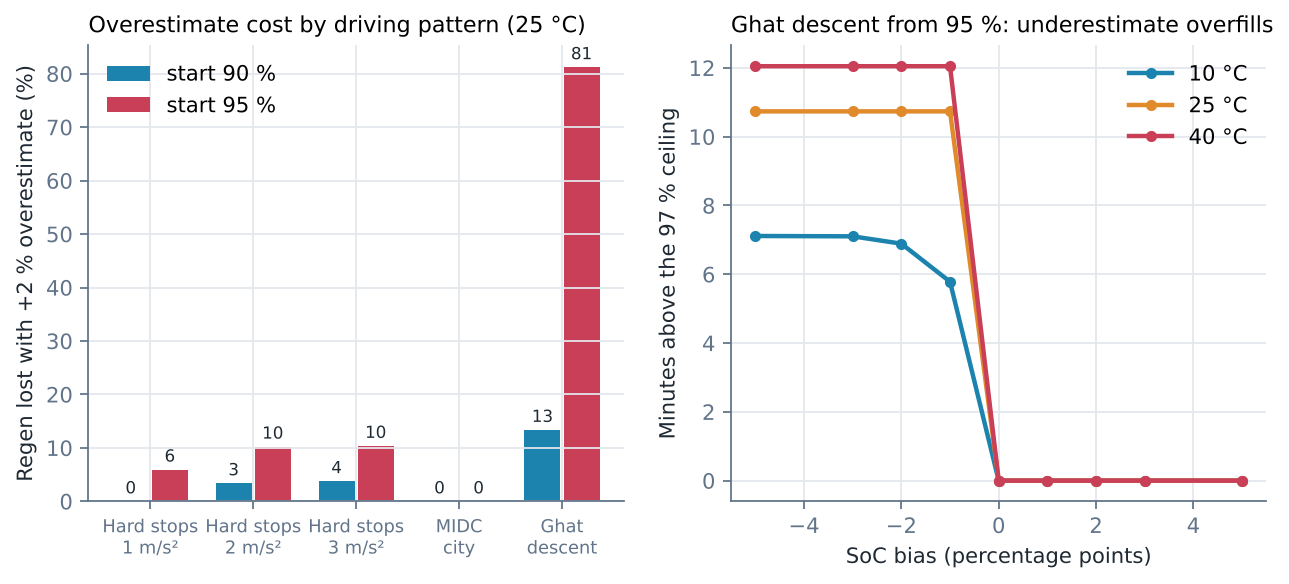 Overestimate cost by driving pattern (25 °C)
Regen lost with +2 % overestimate (%)
80
70
60
50
40
30
20
10
0
start 90 %
start 95 %
0
6
3
10
4
10
0
0
13
81
Hard stops
1 m/s²
Hard stops
2 m/s²
Hard stops
3 m/s²
MIDC
city
Ghat
descent
Ghat descent from 95 %: underestimate overfills
Minutes above the 97 % ceiling
12
10
8
6
4
2
0
10 °C
25 °C
40 °C
−4
−2
0
2
4
SoC bias (percentage points)